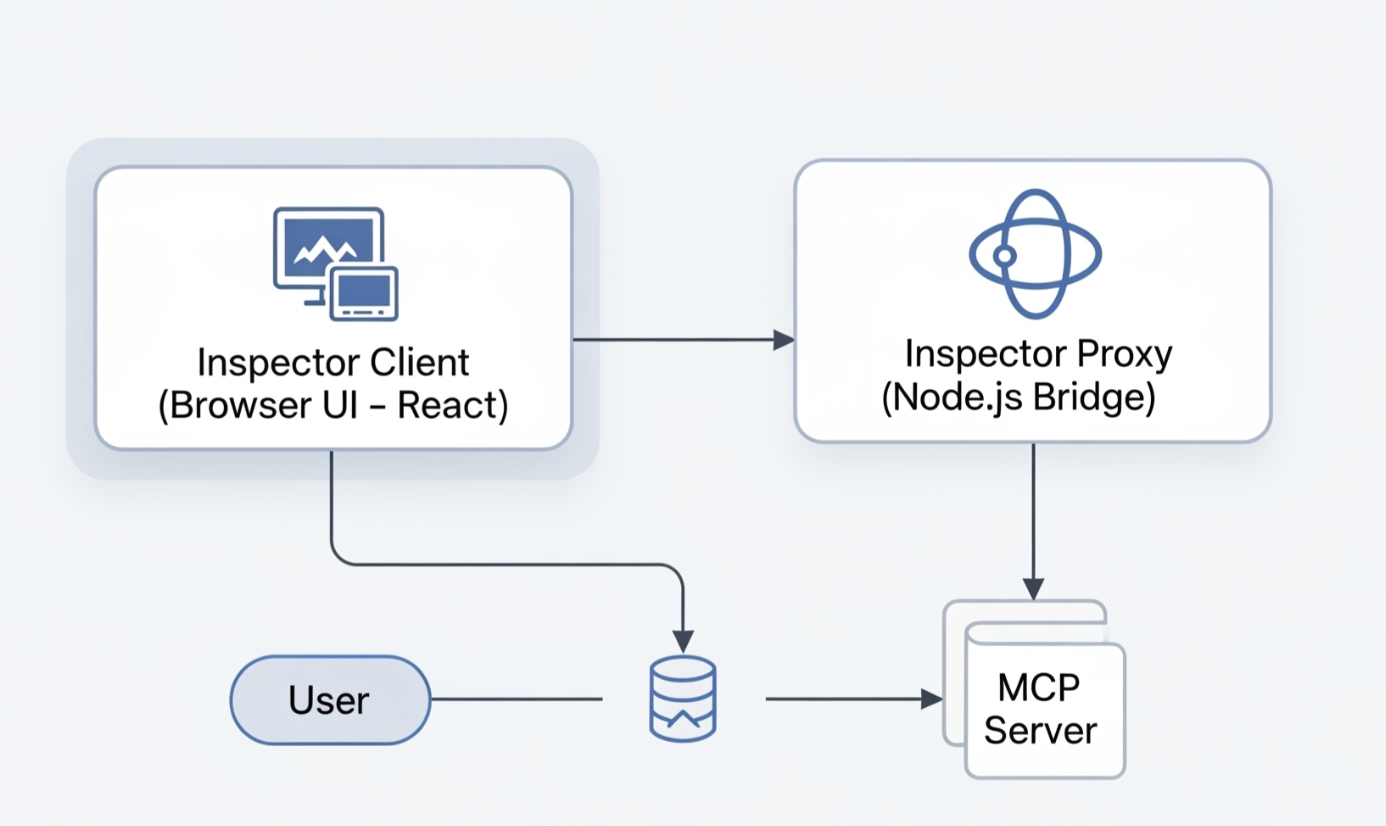 Inspector Client
(Browser UI – React)
Inspector Proxy
(Node.js Bridge)
User
MCP
Server